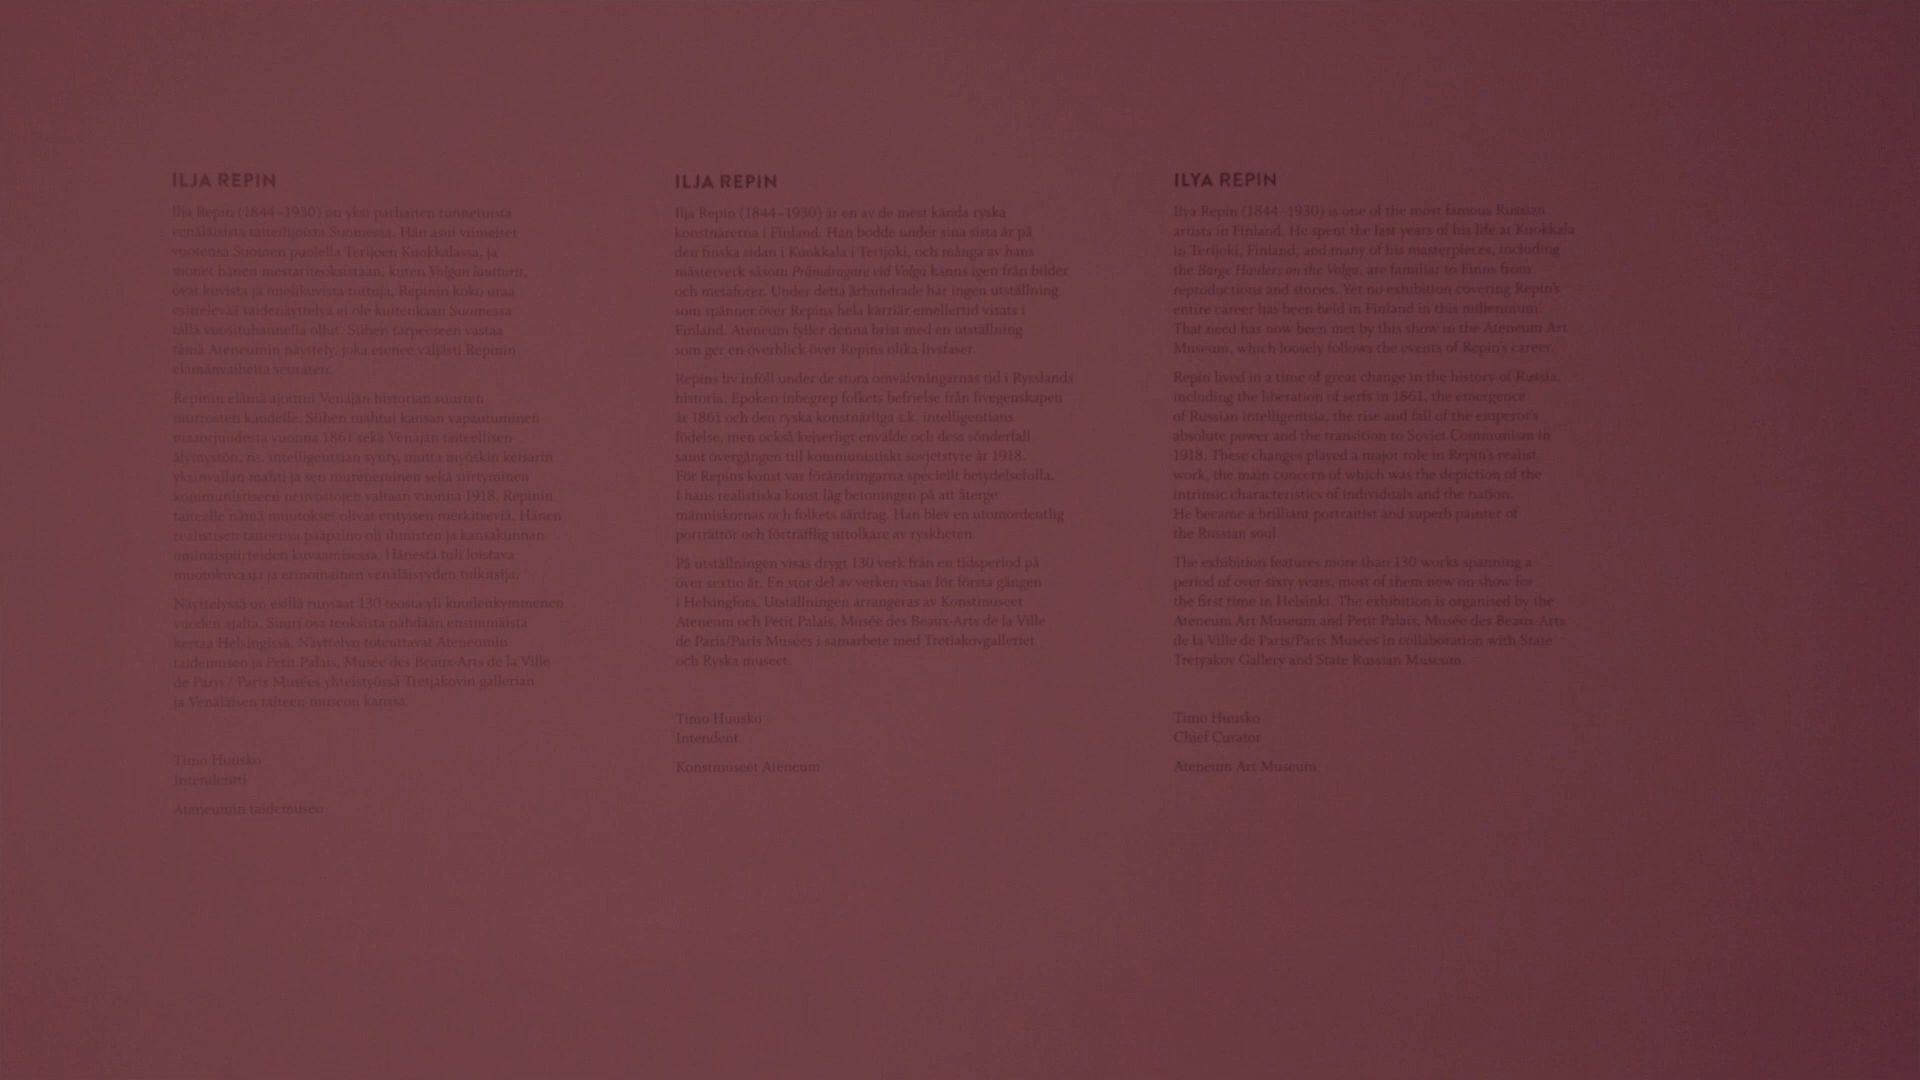 ILJA REPIN
Ilja Repin (1844–1930) on yksi parhaiten tunnetuista
venäläisistä taiteilijoista Suomessa. Hän asui viimeiset
vuotensa Suomen puolella Terijoen Kuokkalassa, ja
monet hänen mestariteoksistaan, kuten Volgan lautturit,
ovat kuvista ja mielikuvista tuttuja. Repinin koko uraa
esittelevää taidenäyttelyä ei ole kuitenkaan Suomessa
tällä vuosituhannella ollut. Siihen tarpeeseen vastaa
tämä Ateneumin näyttely, joka etenee väljästi Repinin
elämänvaiheita seuraten.
Repinin elämä ajoittui Venäjän historian suurten
murrosten kaudelle. Siihen mahtui kansan vapautuminen
maaorjuudesta vuonna 1861 sekä Venäjän taiteellisen
älymystön, ns. intelligentsian synty, mutta myöskin keisarin
yksinvallan mahti ja sen mureneminen sekä siirtyminen
kommunistiseen neuvostojen valtaan vuonna 1918. Repinin
taiteelle nämä muutokset olivat erityisen merkitseviä. Hänen
realistisen taiteensa pääpaino oli ihmisten ja kansakunnan
ominaispiirteiden kuvaamisessa. Hänestä tuli loistava
muotokuvaaja ja erinomainen venäläisyyden tulkitsija.
Näyttelyssä on esillä runsaat 130 teosta yli kuudenkymmenen
vuoden ajalta. Suuri osa teoksista nähdään ensimmäistä
kertaa Helsingissä. Näyttelyn toteuttavat Ateneumin
taidemuseo ja Petit Palais, Musée des Beaux-Arts de la Ville
de Paris / Paris Musées yhteistyössä Tretjakovin gallerian
ja Venäläisen taiteen museon kanssa.
Timo Huusko
Intendentti
Ateneumin taidemuseo
ILJA REPIN
Ilja Repin (1844–1930) är en av de mest kända ryska
konstnärerna i Finland. Han bodde under sina sista år på
den finska sidan i Kuokkala i Terijoki, och många av hans
mästerverk såsom Pråmdragare vid Volga känns igen från bilder
och metaforer. Under detta århundrade har ingen utställning
som spänner över Repins hela karriär emellertid visats i
Finland. Ateneum fyller denna brist med en utställning
som ger en överblick över Repins olika livsfaser.
Repins liv inföll under de stora omvälvningarnas tid i Rysslands
historia. Epoken inbegrep folkets befrielse från livegenskapen
år 1861 och den ryska konstnärliga s.k. intelligentians
födelse, men också kejserligt envälde och dess sönderfall
samt övergången till kommunistiskt sovjetstyre år 1918.
För Repins konst var förändringarna speciellt betydelsefulla.
I hans realistiska konst låg betoningen på att återge
människornas och folkets särdrag. Han blev en utomordentlig
porträttör och förträfflig uttolkare av ryskheten.
På utställningen visas drygt 130 verk från en tidsperiod på
över sextio år. En stor del av verken visas för första gången
i Helsingfors. Utställningen arrangeras av Konstmuseet
Ateneum och Petit Palais, Musée des Beaux-Arts de la Ville
de Paris/Paris Musées i samarbete med Tretiakovgalleriet
och Ryska museet.
Timo Huusko
Intendent
Konstmuseet Ateneum
ILYA REPIN
Ilya Repin (1844–1930) is one of the most famous Russian
artists in Finland. He spent the last years of his life at Kuokkala
in Terijoki, Finland, and many of his masterpieces, including
the Barge Haulers on the Volga, are familiar to Finns from
reproductions and stories. Yet no exhibition covering Repin's
entire career has been held in Finland in this millennium.
That need has now been met by this show in the Ateneum Art
Museum, which loosely follows the events of Repin's career.
Repin lived in a time of great change in the history of Russia,
including the liberation of serfs in 1861, the emergence
of Russian intelligentsia, the rise and fall of the emperor's
absolute power and the transition to Soviet Communism in
1918. These changes played a major role in Repin's realist
work, the main concern of which was the depiction of the
intrinsic characteristics of individuals and the nation.
He became a brilliant portraitist and superb painter of
the Russian soul.
The exhibition features more than 130 works spanning a
period of over sixty years, most of them now on show for
the first time in Helsinki. The exhibition is organised by the
Ateneum Art Museum and Petit Palais, Musée des Beaux-Arts
de la Ville de Paris/Paris Musées in collaboration with State
Tretyakov Gallery and State Russian Museum.
Timo Huusko
Chief Curator
Ateneum Art Museum